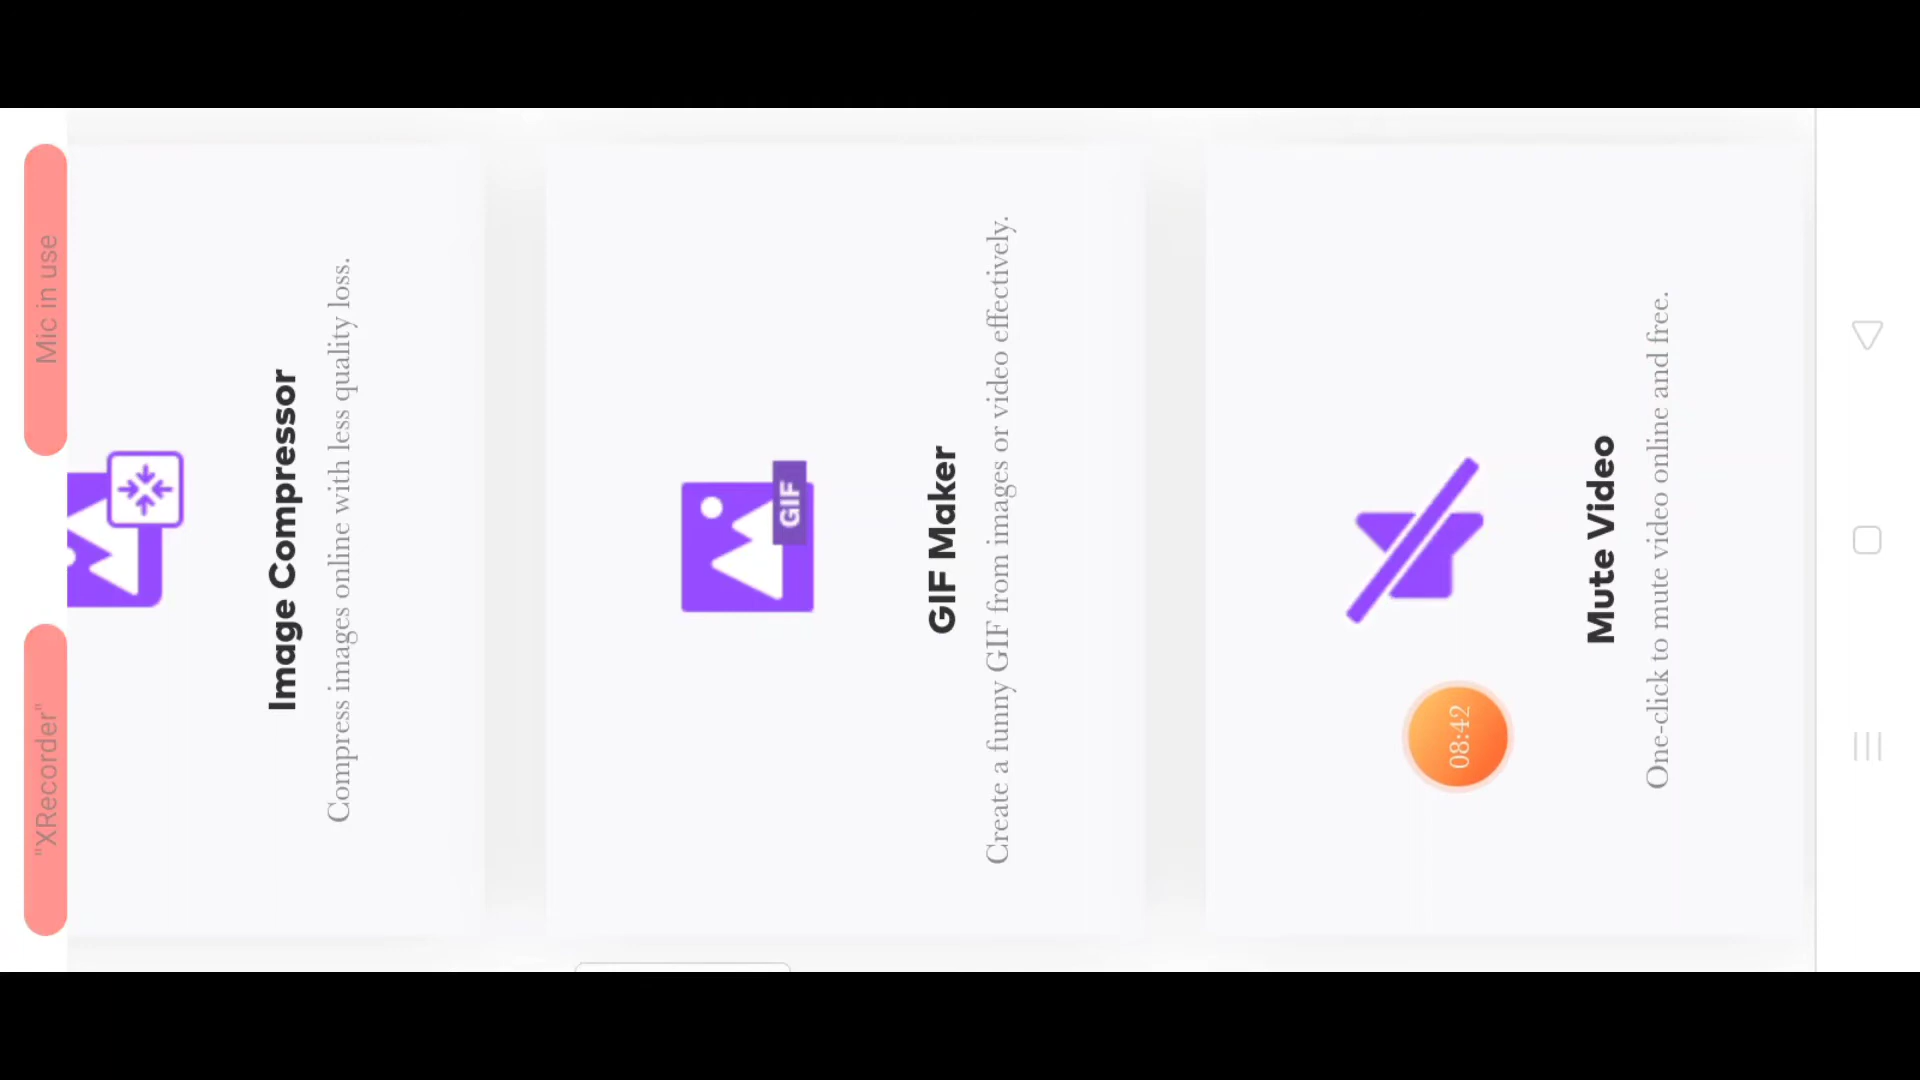 "XRecorder"
Mic in use
Image Compressor
Compress images online with less quality loss.
GIF
GIF Maker
Create a funny GIF from images or video effectively.
08:42
Mute Video
One-click to mute video online and free.